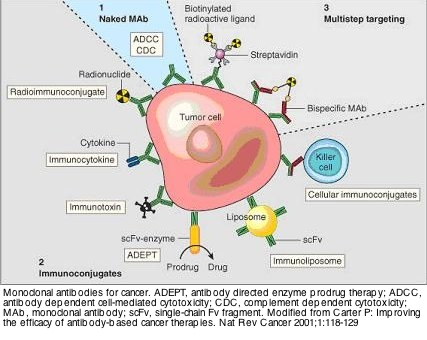 1
Naked MAb
ADCC
CDC
Biotinylated
radioactive ligand
3
Multistep targeting
Streptavidin
Radionuclide
Radioimmunoconjugate
Bispecific MAb
Tumor cell
Cytokine
Immunocytokine
Killer
cell
Cellular immunoconjugates
Immunotoxin
Liposome
scFv
scFv-enzyme
ADEPT
Immunoliposome
Prodrug
Drug
2
Immunoconjugates
Monoclonal antibodies for cancer. ADEPT, antibody directed enzyme prodrug therapy; ADCC,
antibody dependent cell-mediated cytotoxicity; CDC, complement dependent cytotoxicity;
MAb, monoclonal antibody; scFv, single-chain Fv fragment. Modified from Carter P: Improving
the efficacy of antibody-based cancer therapies. Nat Rev Cancer 2001;1:118-129